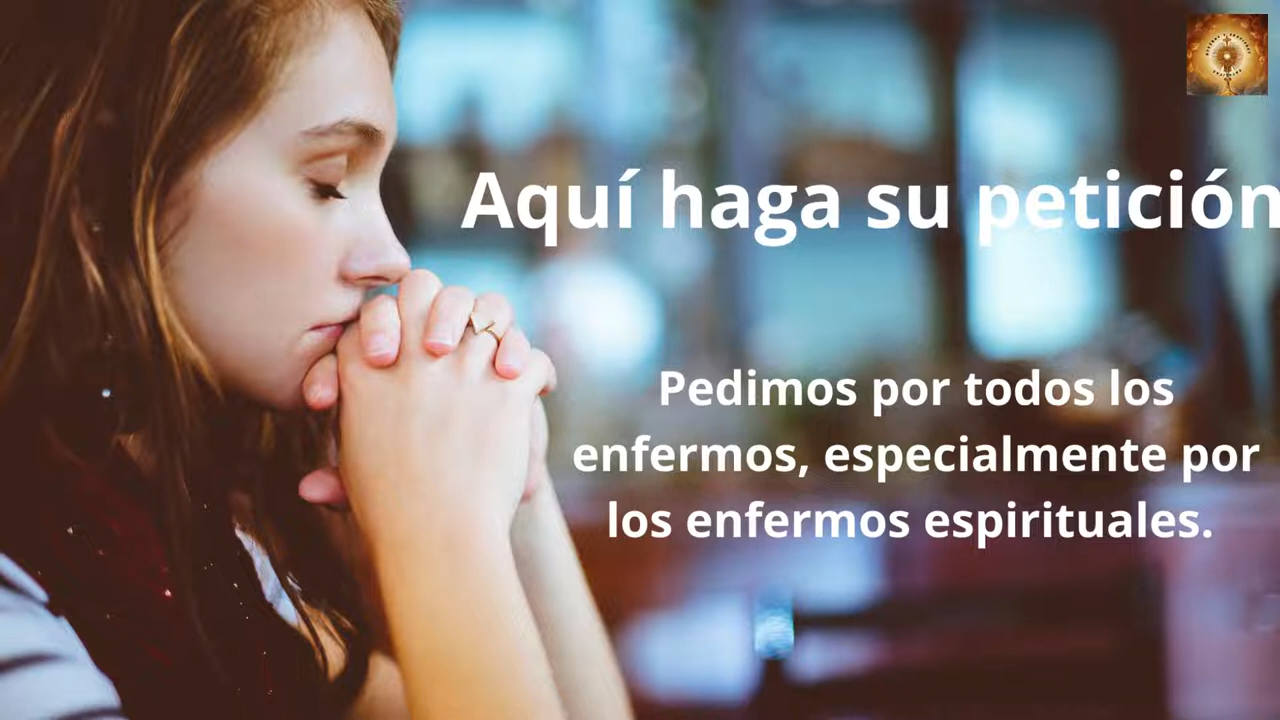 Aquí haga su petición
Pedimos por todos los
enfermos, especialmente por
los enfermos espirituales.